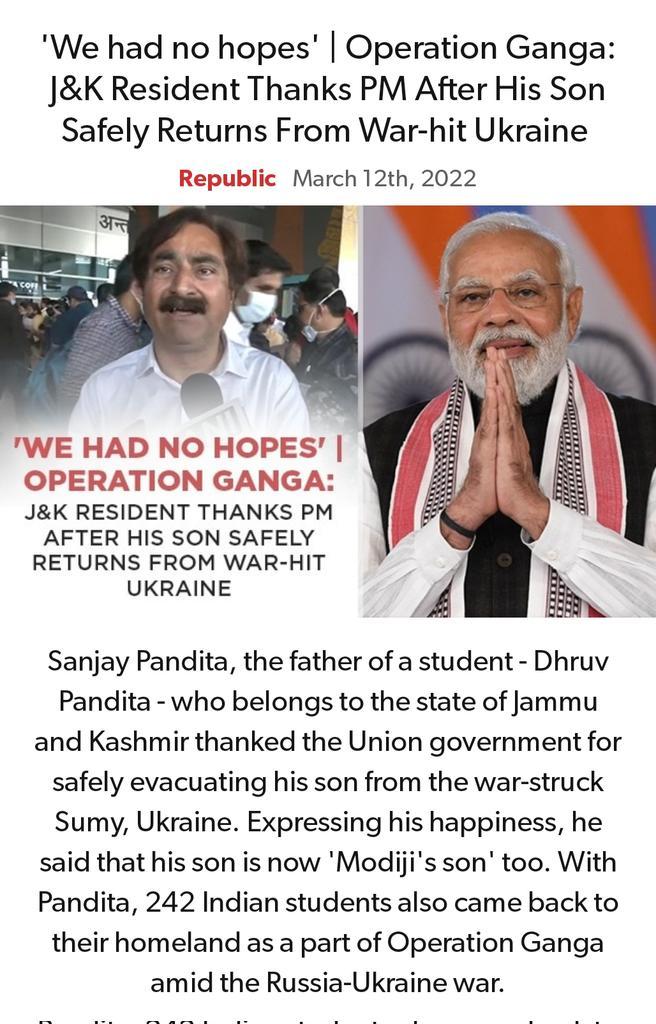 'We had no hopes' | Operation Ganga:
J&K Resident Thanks PM After His Son
Safely Returns From War-hit Ukraine
Republic March 12th, 2022
अन्त
COFF
'WE HAD NO HOPES' |
OPERATION GANGA:
J&K RESIDENT THANKS PM
AFTER HIS SON SAFELY
RETURNS FROM WAR-HIT
UKRAINE
Sanjay Pandita, the father of a student - Dhruv
Pandita - who belongs to the state of Jammu
and Kashmir thanked the Union government for
safely evacuating his son from the war-struck
Sumy, Ukraine. Expressing his happiness, he
said that his son is now 'Modiji's son' too. With
Pandita, 242 Indian students also came back to
their homeland as a part of Operation Ganga
amid the Russia-Ukraine war.